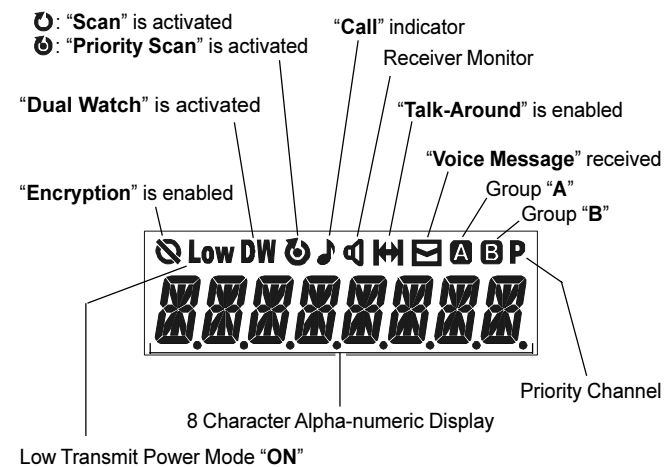 : “Scan” is activated
: “Priority Scan” is activated
“Call” indicator
Receiver Monitor
“Dual Watch” is activated
“Talk-Around” is enabled
“Voice Message” received
“Encryption” is enabled
Group “A”
Group “B”
Low DW A B P
Priority Channel
8 Character Alpha-numeric Display
Low Transmit Power Mode “ON”